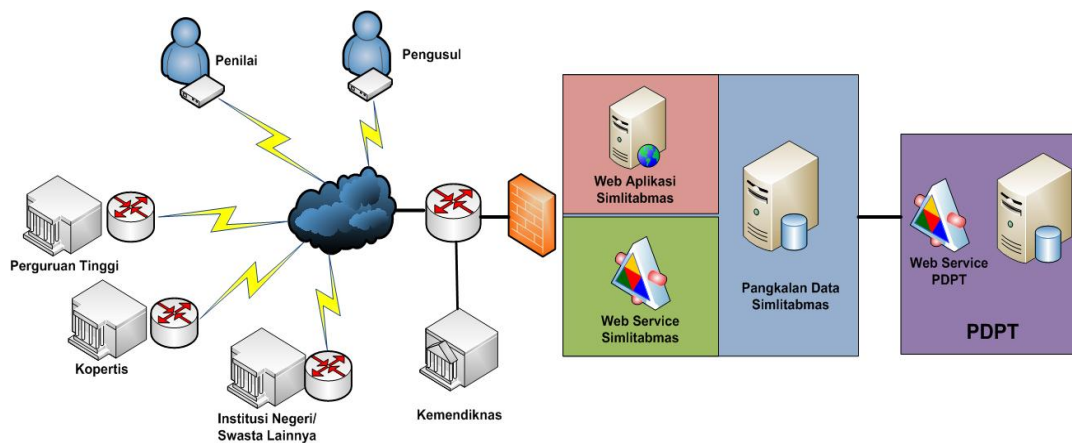 Penilai
Pengusul
Perguruan Tinggi
Kopertis
Institusi Negeri/
Swasta Lainnya
Kemendiknas
Web Aplikasi
Simlitabmas
Web Service
Simlitabmas
Pangkalan Data
Simlitabmas
Web Service
PDPT
PDPT